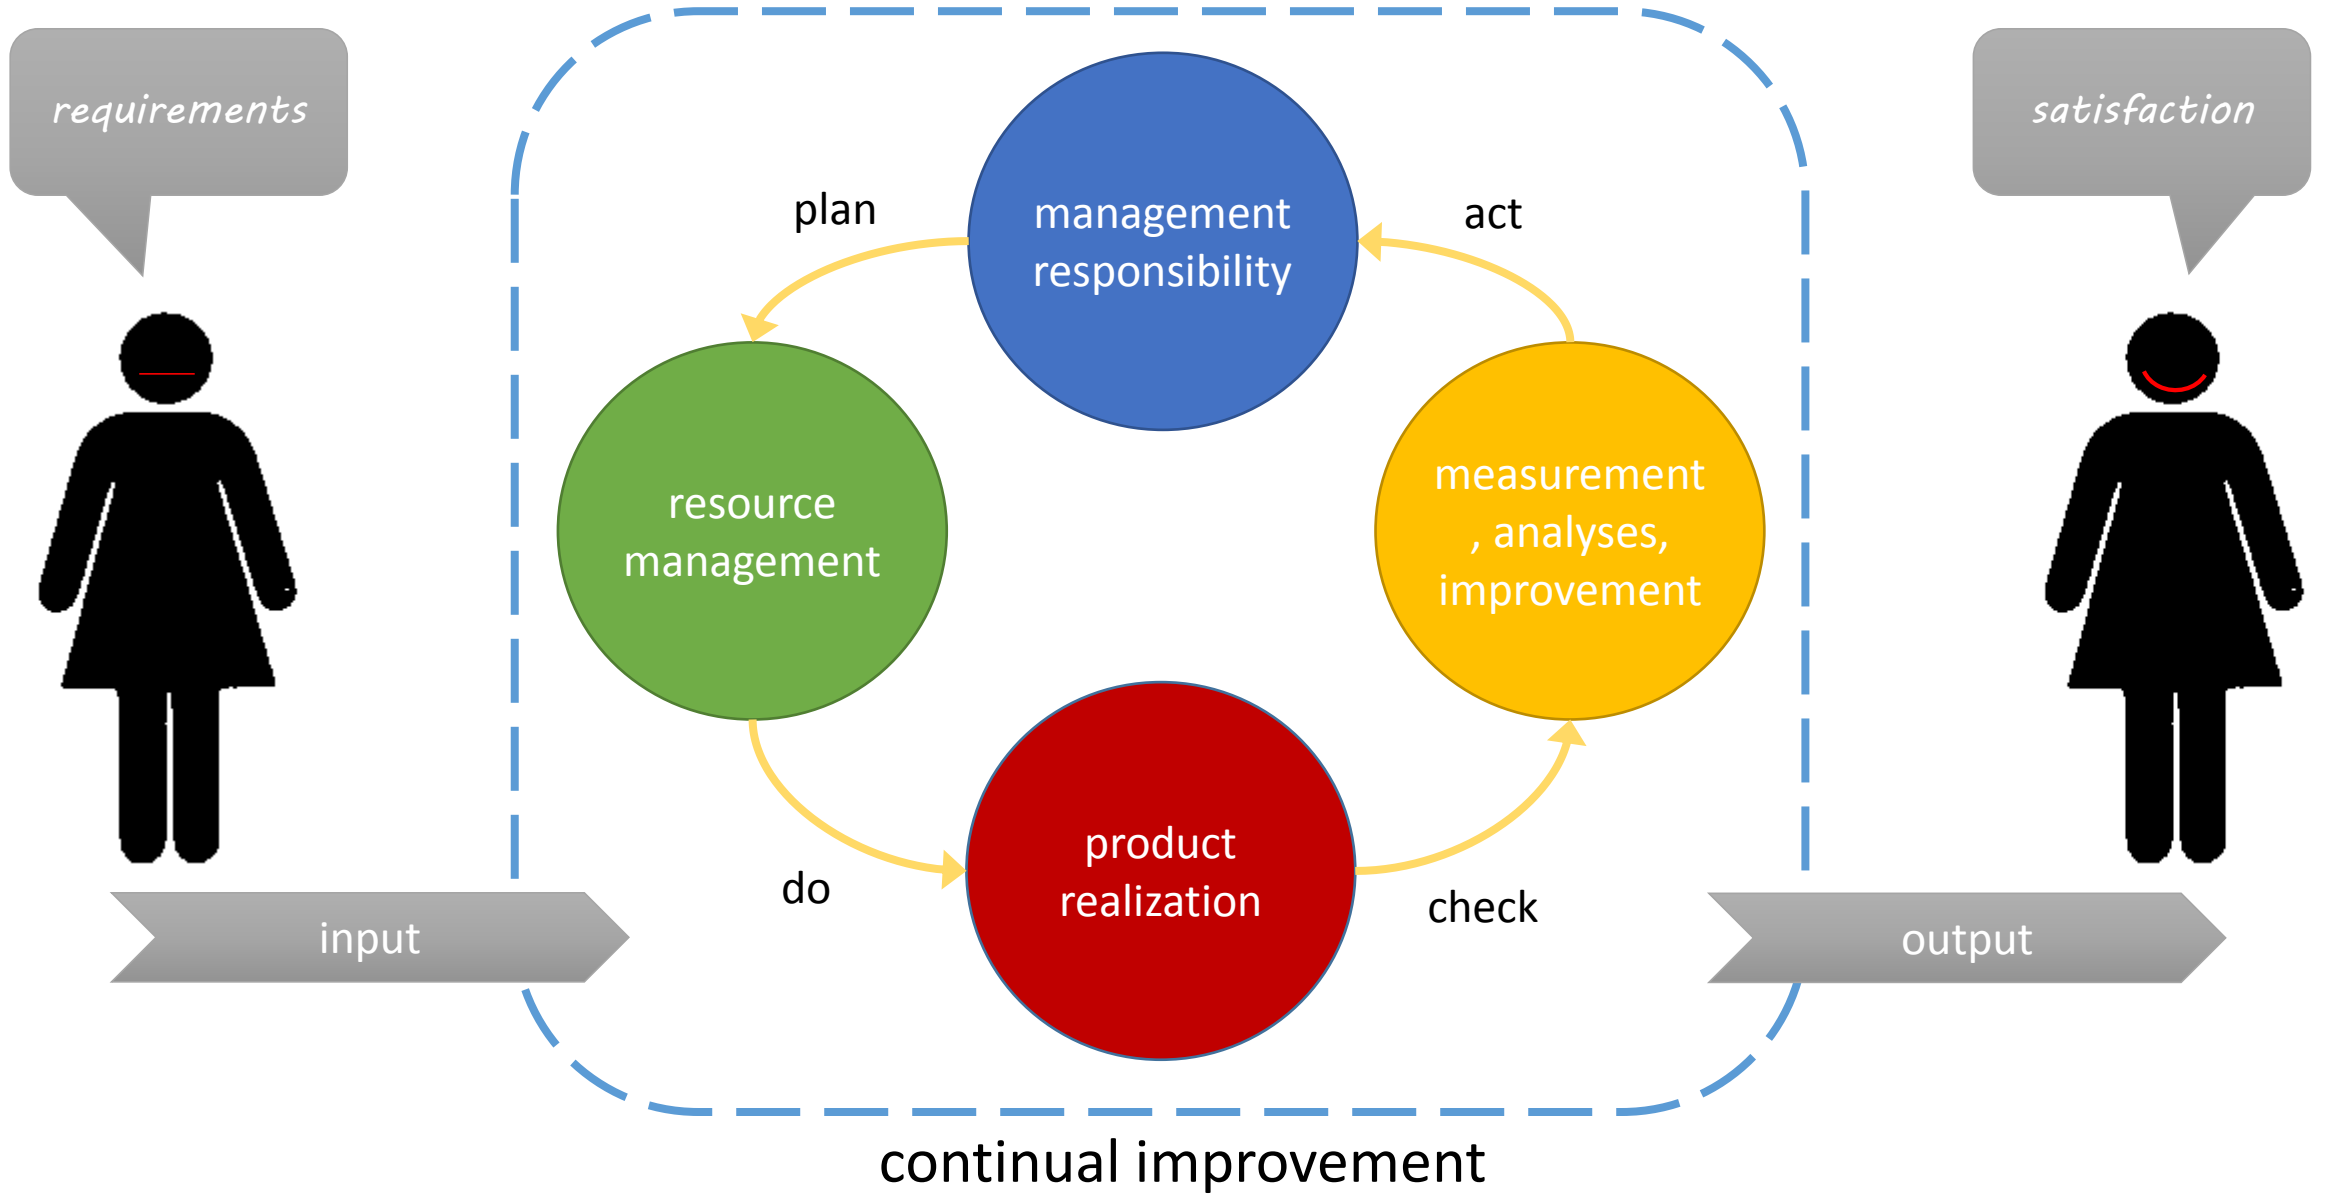 requirements
satisfaction
plan
management
responsibility
act
resource
management
measurement
, analyses,
improvement
product
realization
do
check
input
output
continual improvement